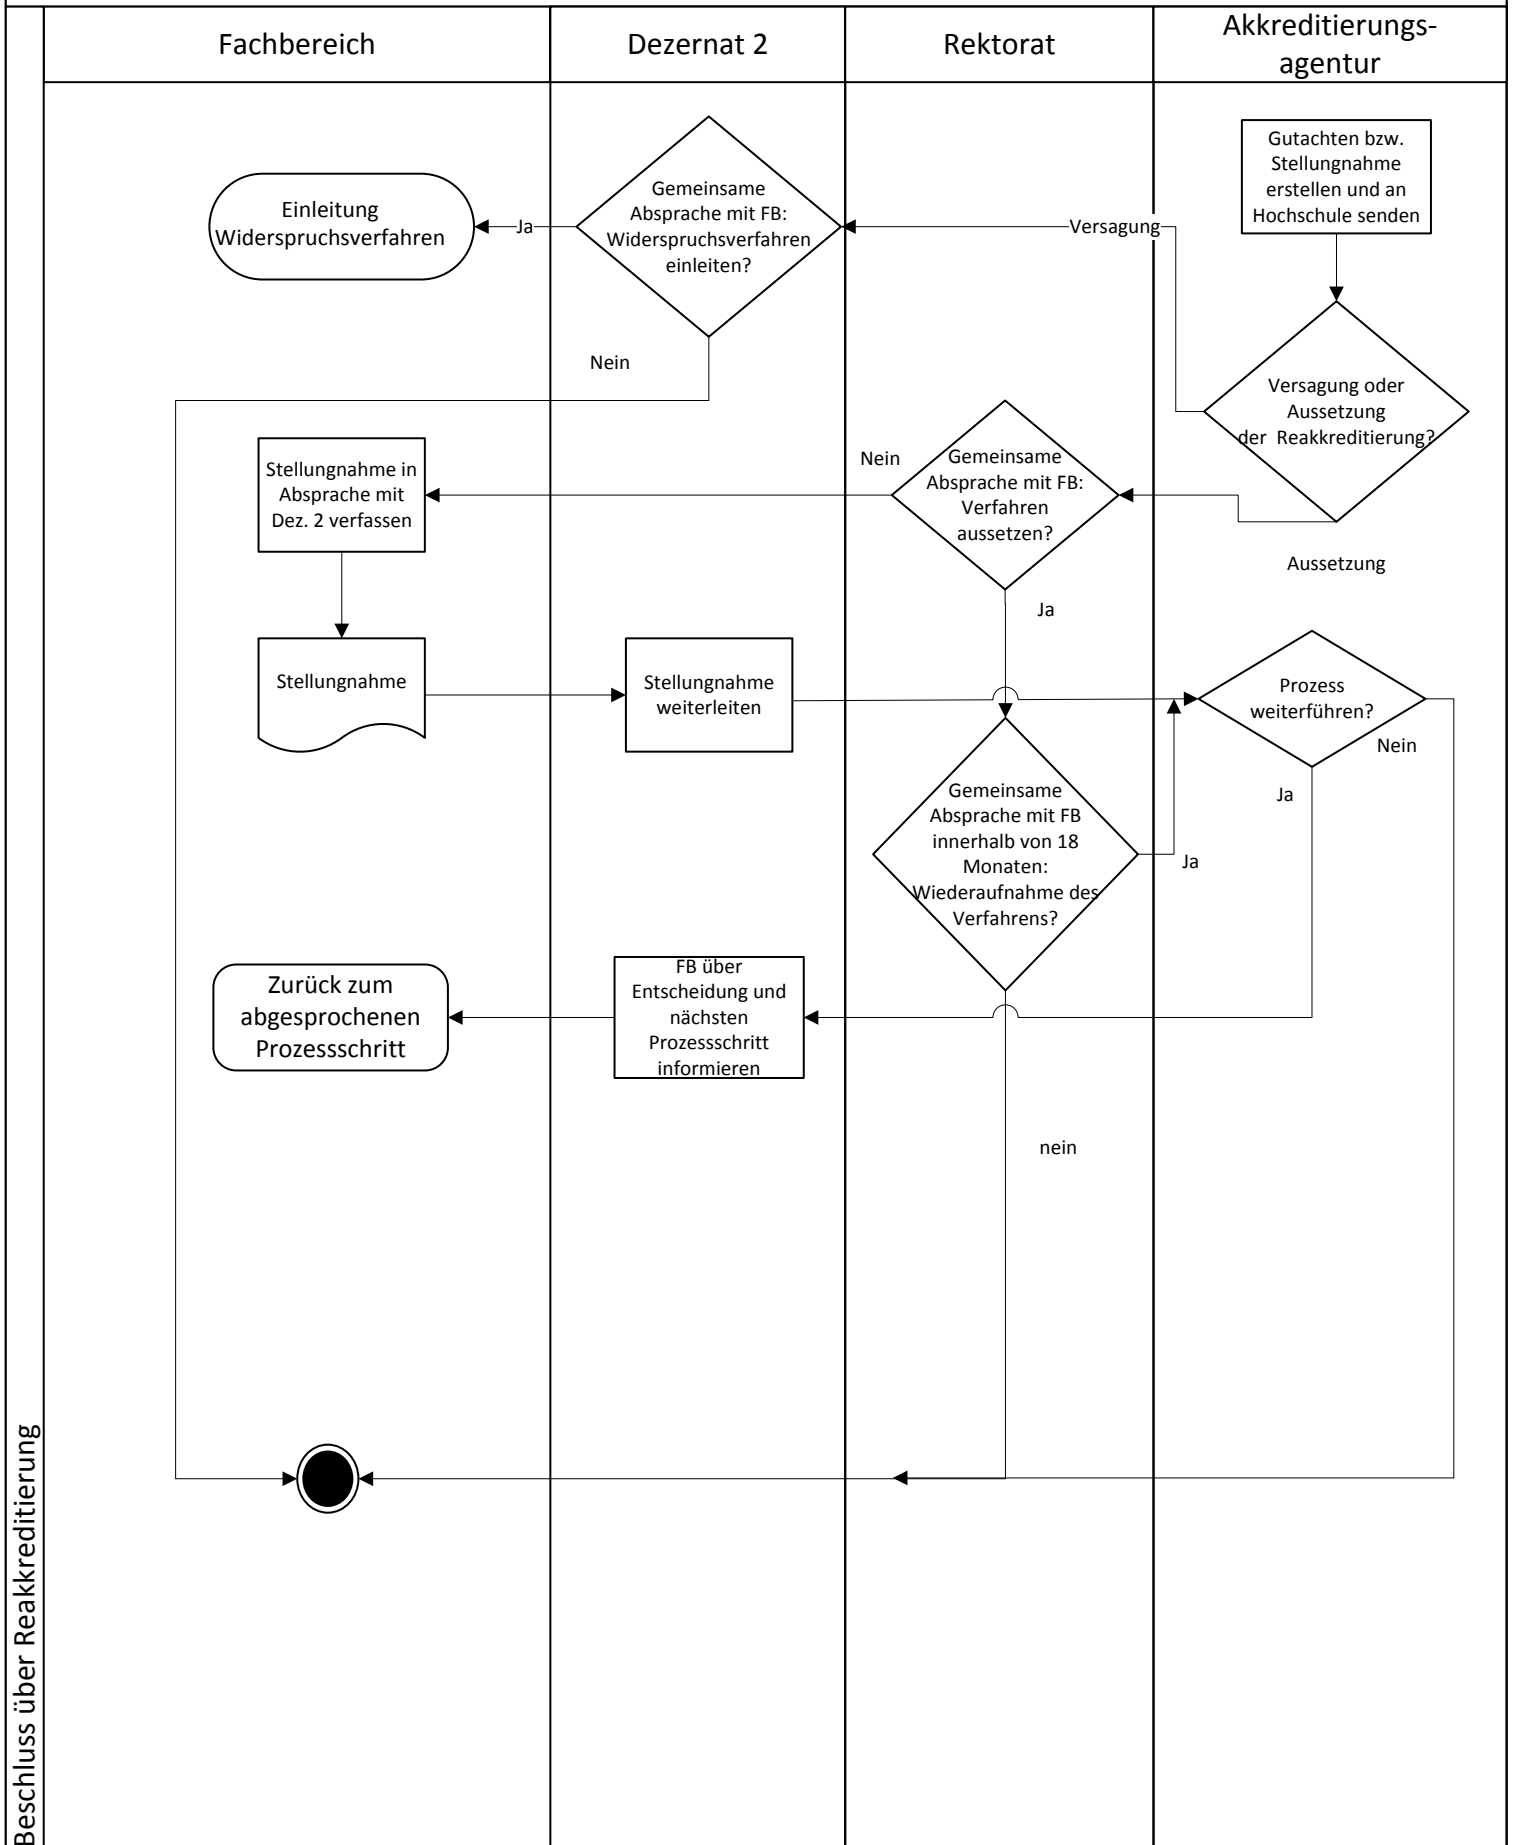 Fachbereich
Dezernat 2
Rektorat
Akkreditierungs-
agentur
Gutachten bzw.
Stellungnahme
erstellen und an
Hochschule senden
Gemeinsame
Absprache mit FB:
Widerspruchsverfahren
einleiten?
Einleitung
Widerspruchsverfahren
Ja
Versagung
Nein
Versagung oder
Aussetzung
der Reakkreditierung?
Gemeinsame
Absprache mit FB:
Verfahren
aussetzen?
Nein
Stellungnahme in
Absprache mit
Dez. 2 verfassen
Aussetzung
Ja
Stellungnahme
Stellungnahme
weiterleiten
Prozess
weiterführen?
Nein
Ja
Gemeinsame
Absprache mit FB
innerhalb von 18
Monaten:
Wiederaufnahme des
Verfahrens?
Ja
FB über
Entscheidung und
nächsten
Prozessschritt
informieren
Zurück zum
abgesprochenen
Prozessschritt
nein
Beschluss über Reakkreditierung